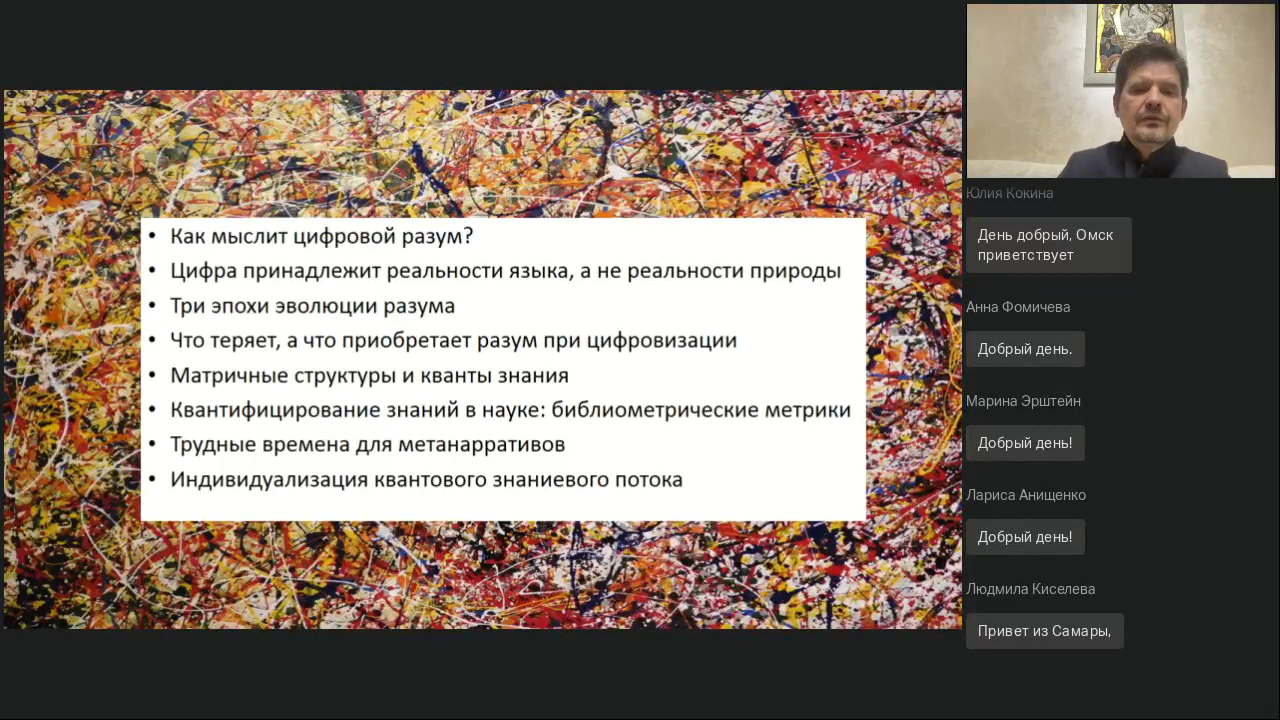 • Как мыслит цифровой разум?
• Цифра принадлежит реальности языка, а не реальности природы
• Три эпохи эволюции разума
• Что теряет, а что приобретает разум при цифровизации
• Матричные структуры и кванты знания
• Квантифицирование знаний в науке: библиометрические метрики
• Трудные времена для метанарративов
• Индивидуализация квантового знаниевого потока
Юлия Кокина
День добрый, Омск
приветствует
Анна Фомичева
Добрый день.
Марина Эрштейн
Добрый день!
Лариса Анищенко
Добрый день!
Людмила Киселева
Привет из Самары,